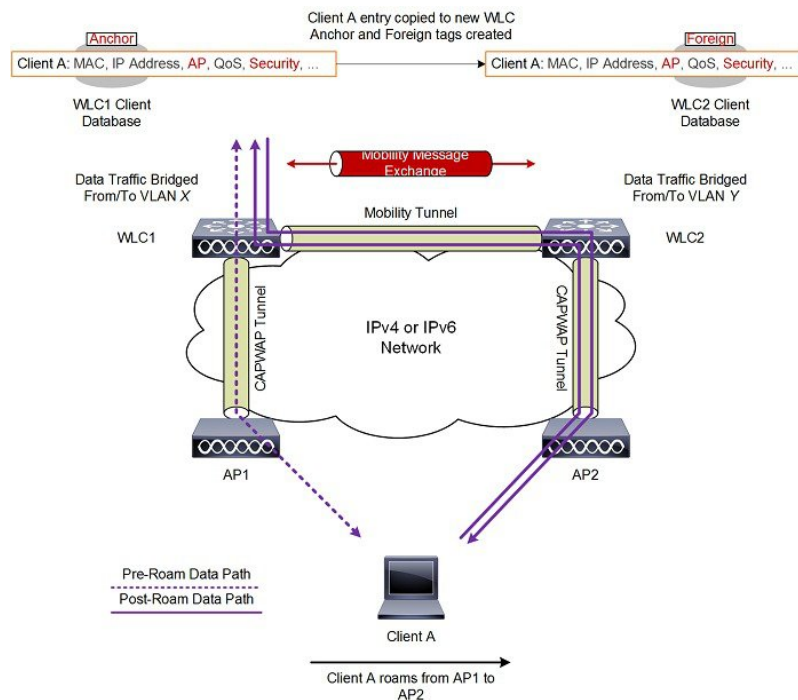 Client A entry copied to new WLC
Anchor and Foreign tags created
Anchor
Foreign
Client A: MAC, IP Address, AP, QoS, Security, ...
Client A: MAC, IP Address, AP, QoS, Security, ...
WLC1 Client
Database
WLC2 Client
Database
Mobility Message
Exchange
Data Traffic Bridged
From/To VLAN X
Data Traffic Bridged
From/To VLAN Y
Mobility Tunnel
WLC1
WLC2
CAPWAP Tunnel
IPv4 or IPv6
Network
CAPWAP Tunnel
AP1
AP2
Pre-Roam Data Path
Post-Roam Data Path
Client A
Client A roams from AP1 to
AP2